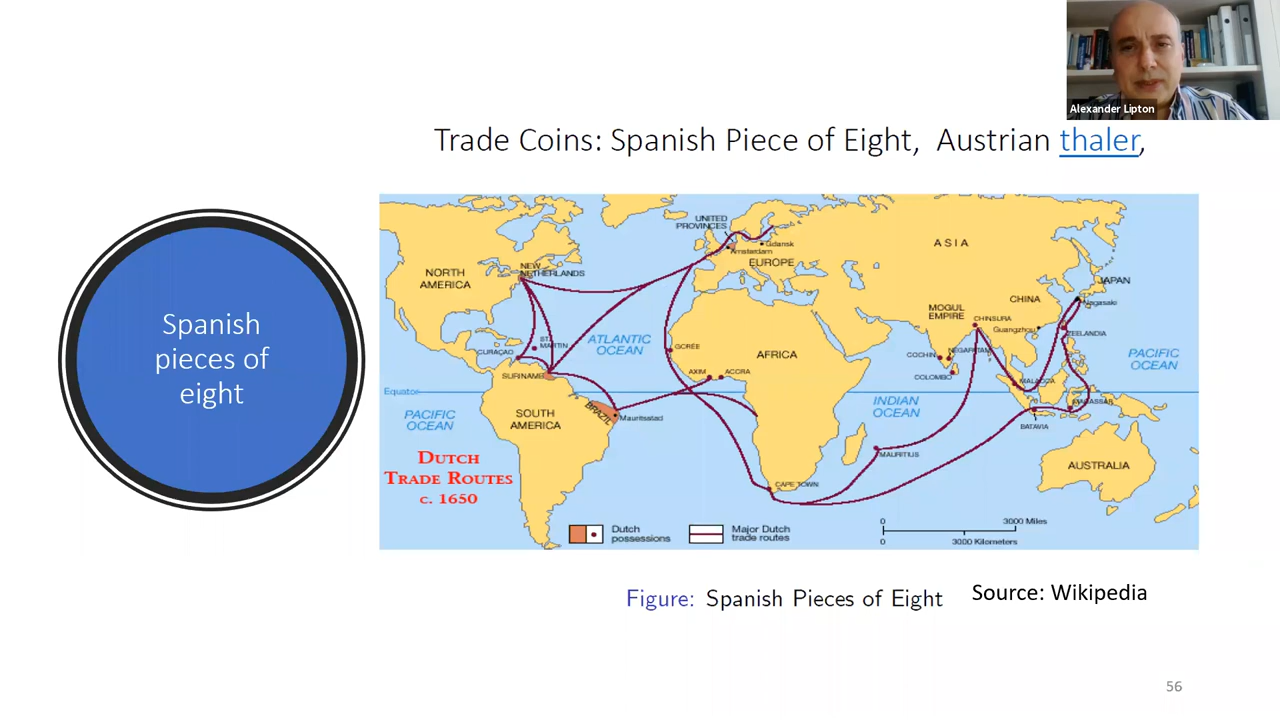 Alexander Lipton
Trade Coins: Spanish Piece of Eight, Austrian thaler,
Spanish
pieces of
eight
UNITED
PROVINCES
Gdansk
Amsterdam
EUROPE
ASIA
NORTH
AMERICA
NEW
NETHERLANDS
JAPAN
Nagasaki
CHINA
MOGUL
EMPIRE
CHINSURA
Guangzhou
ZEELANDIA
ATLANTIC
OCEAN
ST.
MARTIN
CURAÇAO
GORÉE
AFRICA
COCHIN
NEGAPATAM
PACIFIC
OCEAN
SURINAME
AXIM
ACCRA
COLOMBO
MALACCA
Equator
BRAZIL
Mauritsstad
INDIAN
OCEAN
MACASSAR
BATAVIA
PACIFIC
OCEAN
SOUTH
AMERICA
MAURITIUS
AUSTRALIA
DUTCH
TRADE ROUTES
C. 1650
CAPE TOWN
Dutch
possessions
Major Dutch
trade routes
0 3000 Miles
0 3000 Kilometers
Figure: Spanish Pieces of Eight
Source: Wikipedia
56